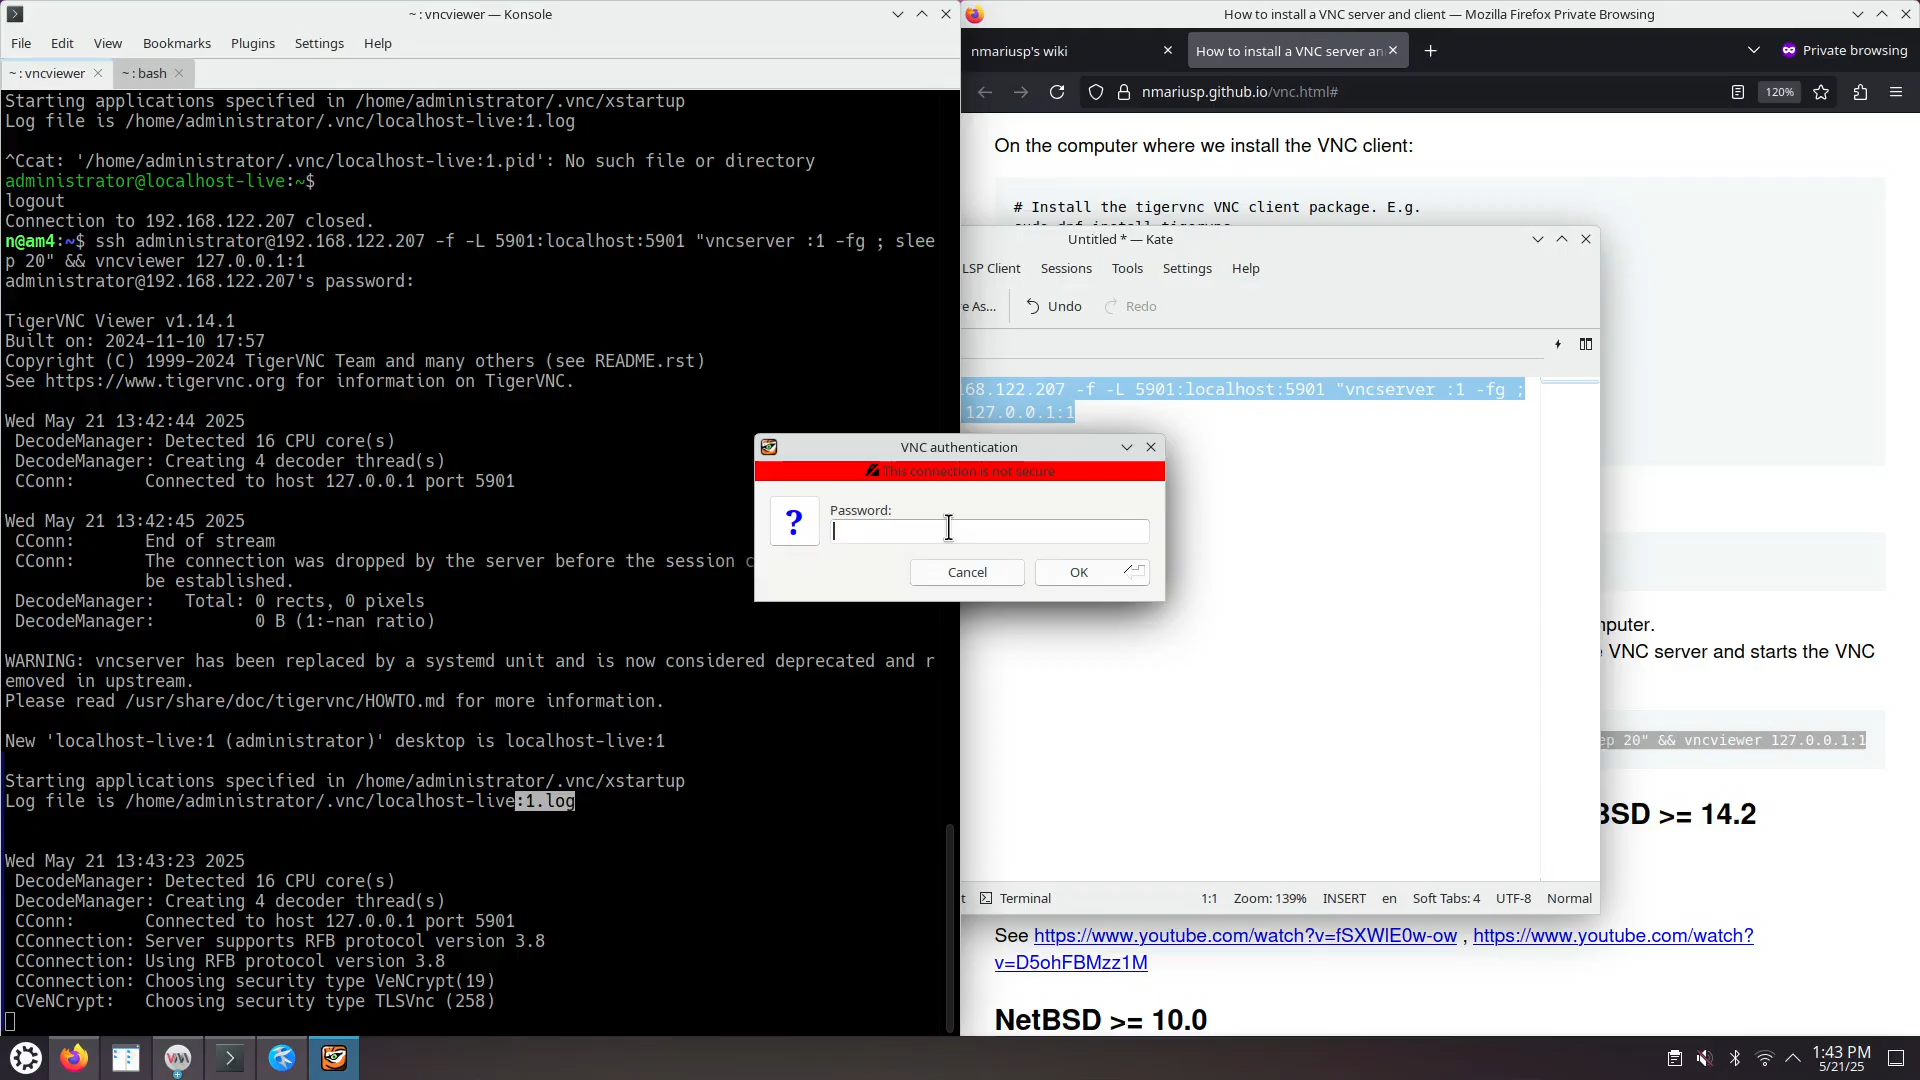 ~ : vncviewer — Konsole
File Edit View Bookmarks Plugins Settings Help
~ : vncviewer
~ : bash
Starting applications specified in /home/administrator/.vnc/xstartup
Log file is /home/administrator/.vnc/localhost-live:1.log
^Ccat: '/home/administrator/.vnc/localhost-live:1.pid': No such file or directory
administrator@localhost-live:~$
logout
Connection to 192.168.122.207 closed.
n@am4:~$ ssh administrator@192.168.122.207 -f -L 5901:localhost:5901 "vncserver :1 -fg ; slee
p 20" && vncviewer 127.0.0.1:1
administrator@192.168.122.207's password:
TigerVNC Viewer v1.14.1
Built on: 2024-11-10 17:57
Copyright (C) 1999-2024 TigerVNC Team and many others (see README.rst)
See https://www.tigervnc.org for information on TigerVNC.
Wed May 21 13:42:44 2025
DecodeManager: Detected 16 CPU core(s)
DecodeManager: Creating 4 decoder thread(s)
CConn: Connected to host 127.0.0.1 port 5901
Wed May 21 13:42:45 2025
CConn: End of stream
CConn: The connection was dropped by the server before the session c
be established.
DecodeManager: Total: 0 rects, 0 pixels
DecodeManager: 0 B (1:-nan ratio)
WARNING: vncserver has been replaced by a systemd unit and is now considered deprecated and r
emoved in upstream.
Please read /usr/share/doc/tigervnc/HOWTO.md for more information.
New 'localhost-live:1 (administrator)' desktop is localhost-live:1
Starting applications specified in /home/administrator/.vnc/xstartup
Log file is /home/administrator/.vnc/localhost-live:1.log
Wed May 21 13:43:23 2025
DecodeManager: Detected 16 CPU core(s)
DecodeManager: Creating 4 decoder thread(s)
CConn: Connected to host 127.0.0.1 port 5901
CConnection: Server supports RFB protocol version 3.8
CConnection: Using RFB protocol version 3.8
CConnection: Choosing security type VeNCrypt(19)
CVeNCrypt: Choosing security type TLSVnc (258)
How to install a VNC server and client — Mozilla Firefox Private Browsing
nmariusp's wiki
How to install a VNC server an
Private browsing
nmariusp.github.io/vnc.html#
120%
On the computer where we install the VNC client:
# Install the tigervnc VNC client package. E.g.
sudo dnf install tigervnc
Untitled * — Kate
LSP Client Sessions Tools Settings Help
e As... Undo Redo
68.122.207 -f -L 5901:localhost:5901 "vncserver :1 -fg ;
127.0.0.1:1
VNC authentication
This connection is not secure
?
Password:
Cancel
OK
nputer.
VNC server and starts the VNC
ep 20" && vncviewer 127.0.0.1:1
BSD >= 14.2
t Terminal 1:1 Zoom: 139% INSERT en Soft Tabs: 4 UTF-8 Normal
See https://www.youtube.com/watch?v=fSXWlE0w-ow , https://www.youtube.com/watch?
v=D5ohFBMzz1M
NetBSD >= 10.0
1:43 PM
5/21/25